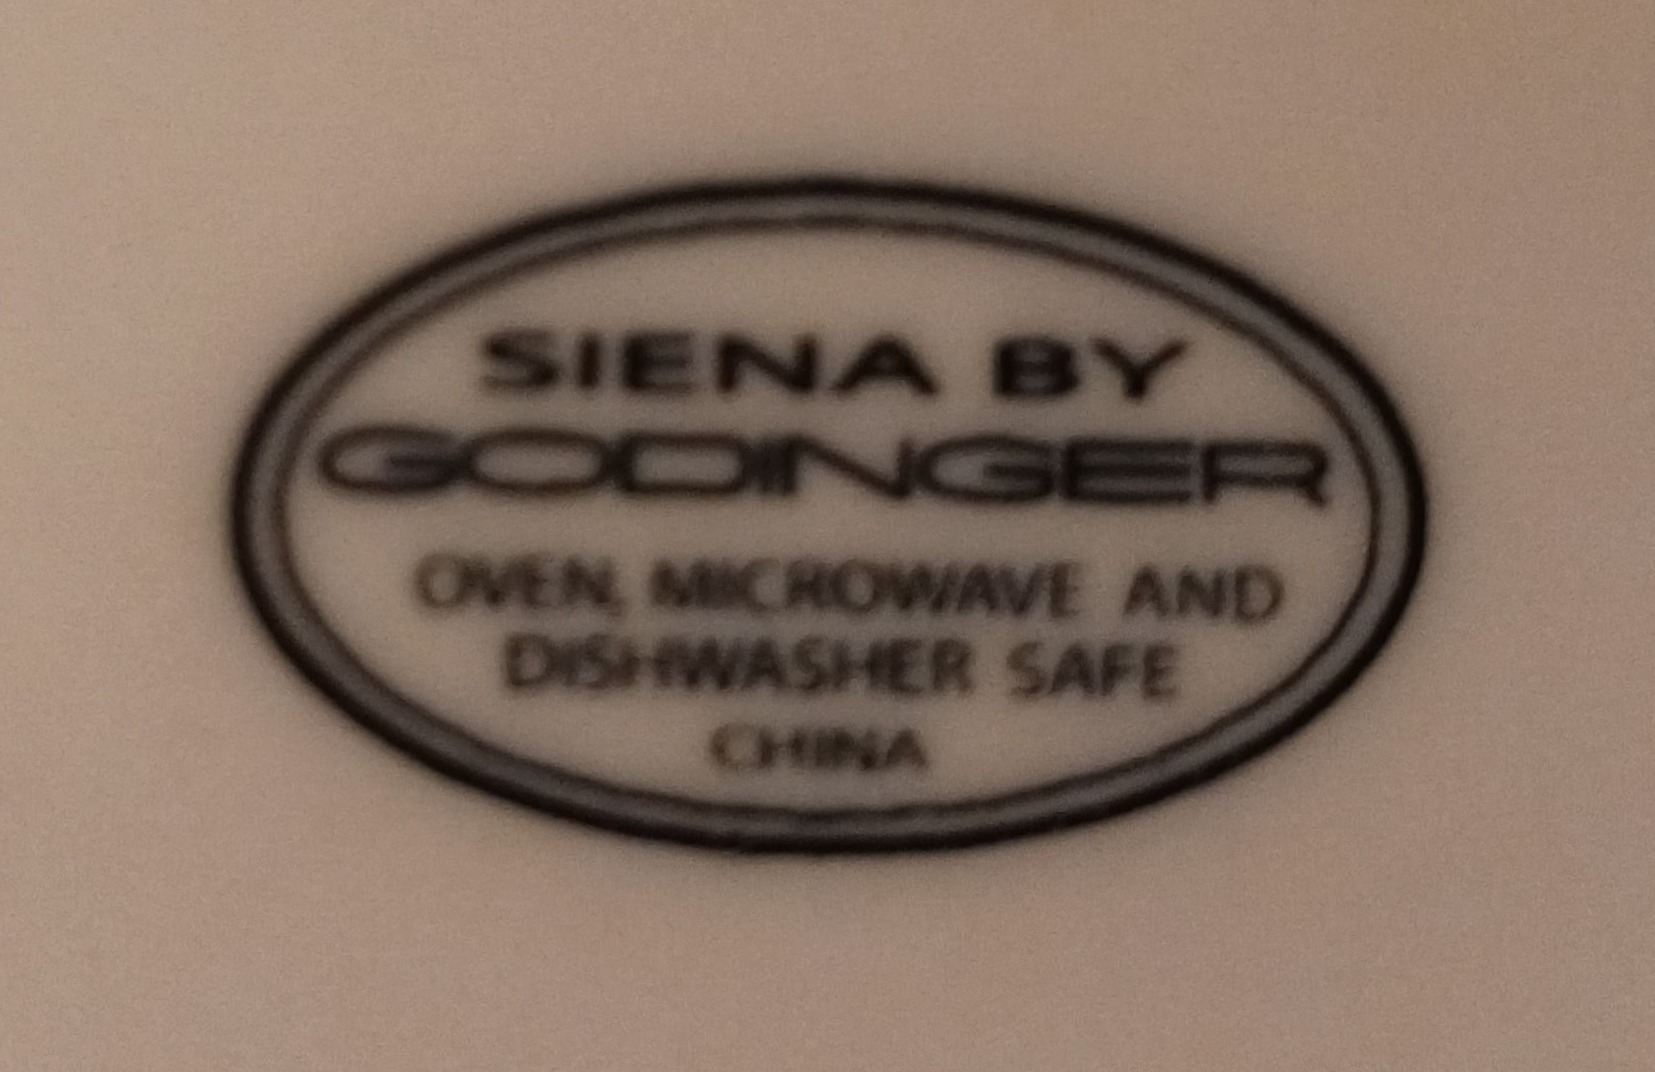 SIENA BY
GODINGER
OVEN, MICROWAVE AND
DISHWASHER SAFE
CHINA